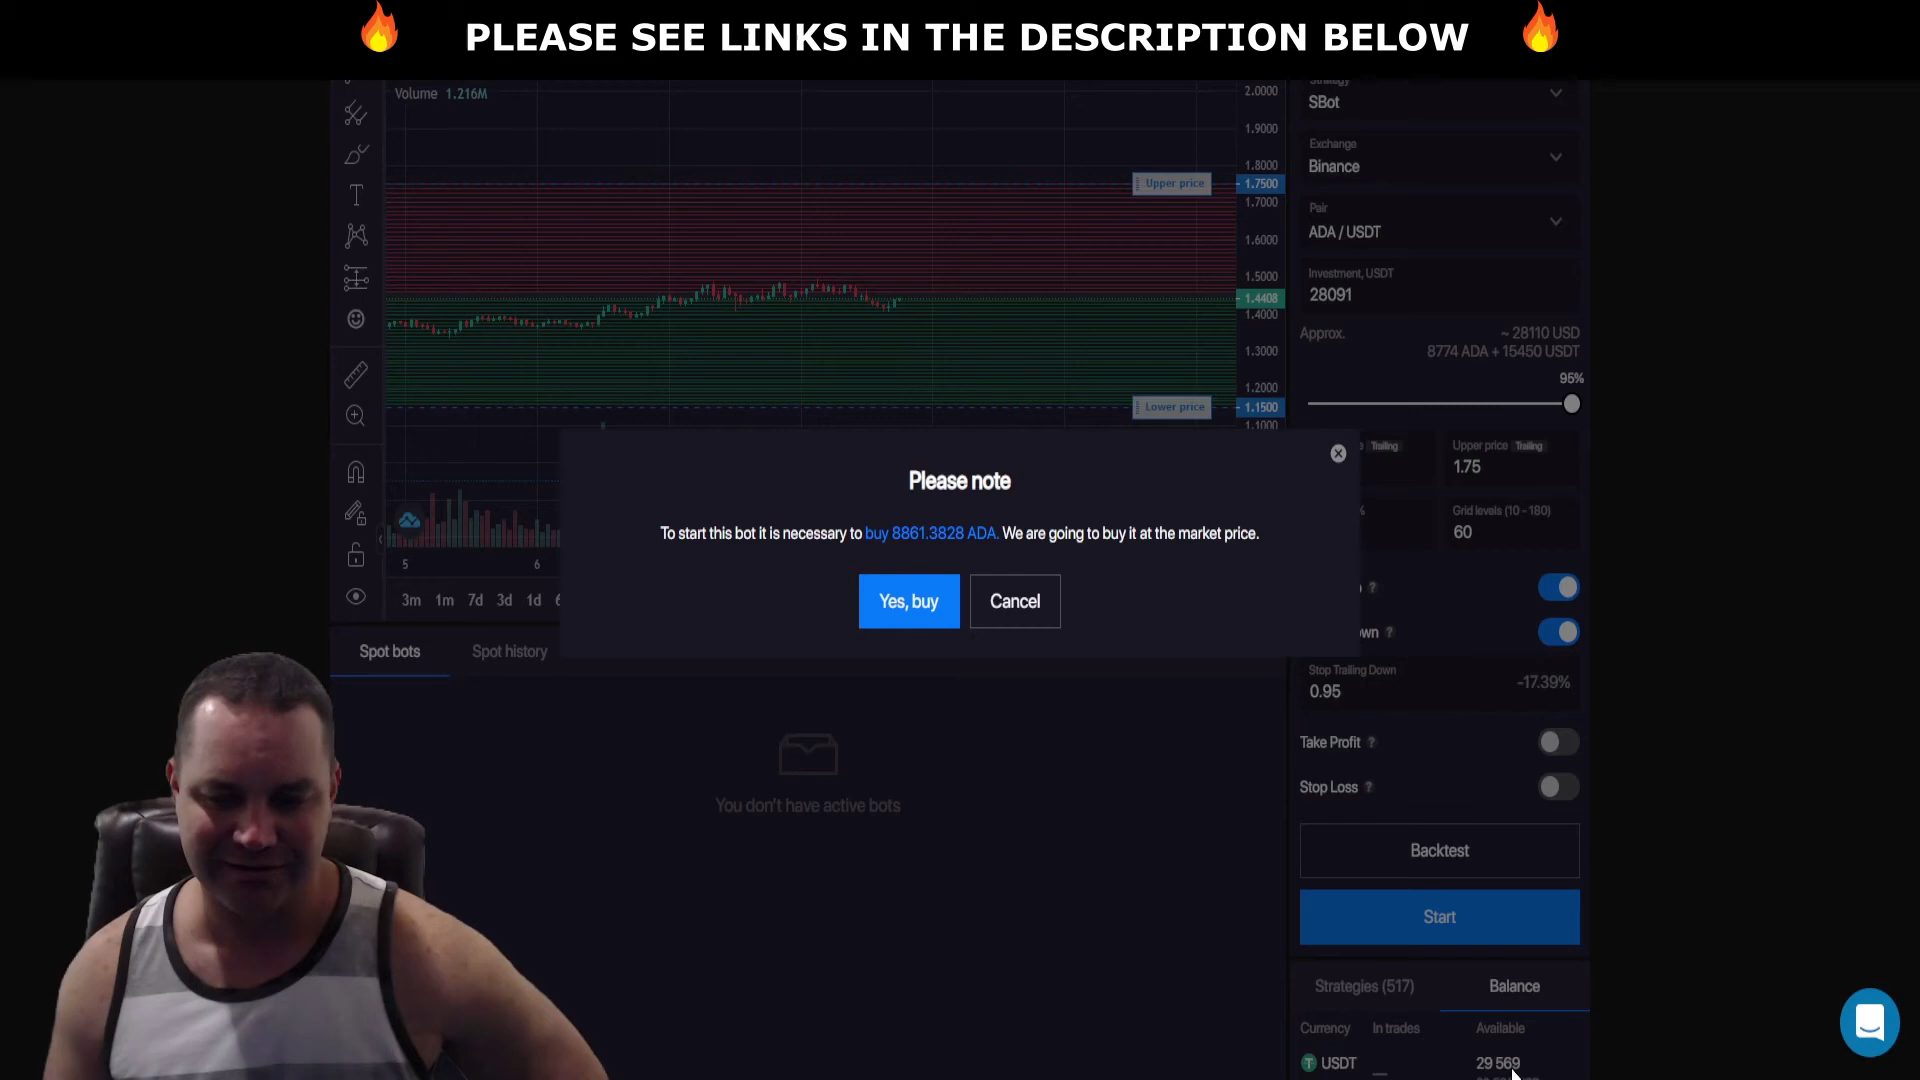 PLEASE SEE LINKS IN THE DESCRIPTION BELOW
Volume 1.216M
2.0000
1.9000
1.8000
Upper price
1.7500
1.7000
1.6000
1.5000
1.4408
1.4000
1.3000
1.2000
Lower price
1.1500
1.1000
5
6
3m 1m 7d 3d 1d
Strategy
SBot
Exchange
Binance
Pair
ADA / USDT
Investment, USDT
28091
Approx.
~ 28110 USD
8774 ADA + 15450 USDT
95%
Trailing
Upper price Trailing
1.75
%
Grid levels (10 - 180)
60
Please note
To start this bot it is necessary to buy 8861.3828 ADA. We are going to buy it at the market price.
Yes, buy
Cancel
Spot bots
Spot history
You don't have active bots
?
?
Stop Trailing Down
0.95
-17.39%
Take Profit ?
Stop Loss ?
Backtest
Start
Strategies (517)
Balance
Currency
In trades
Available
USDT
29 569